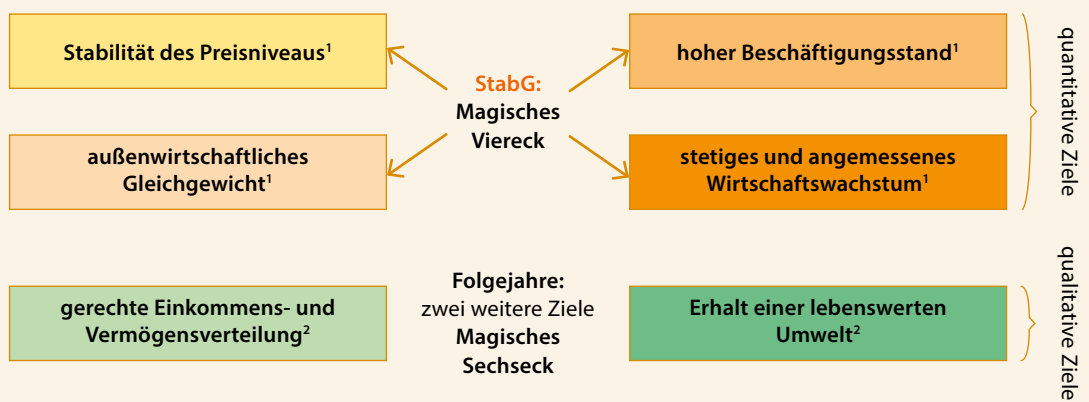 Stabilität des Preisniveaus¹
hoher Beschäftigungsstand¹
StabG:
Magisches
Viereck
außenwirtschaftliches
Gleichgewicht¹
stetiges und angemessenes
Wirtschaftswachstum¹
quantitative Ziele
gerechte Einkommens- und
Vermögensverteilung²
Folgejahre:
zwei weitere Ziele
Magisches
Sechseck
Erhalt einer lebenswerten
Umwelt²
qualitative Ziele